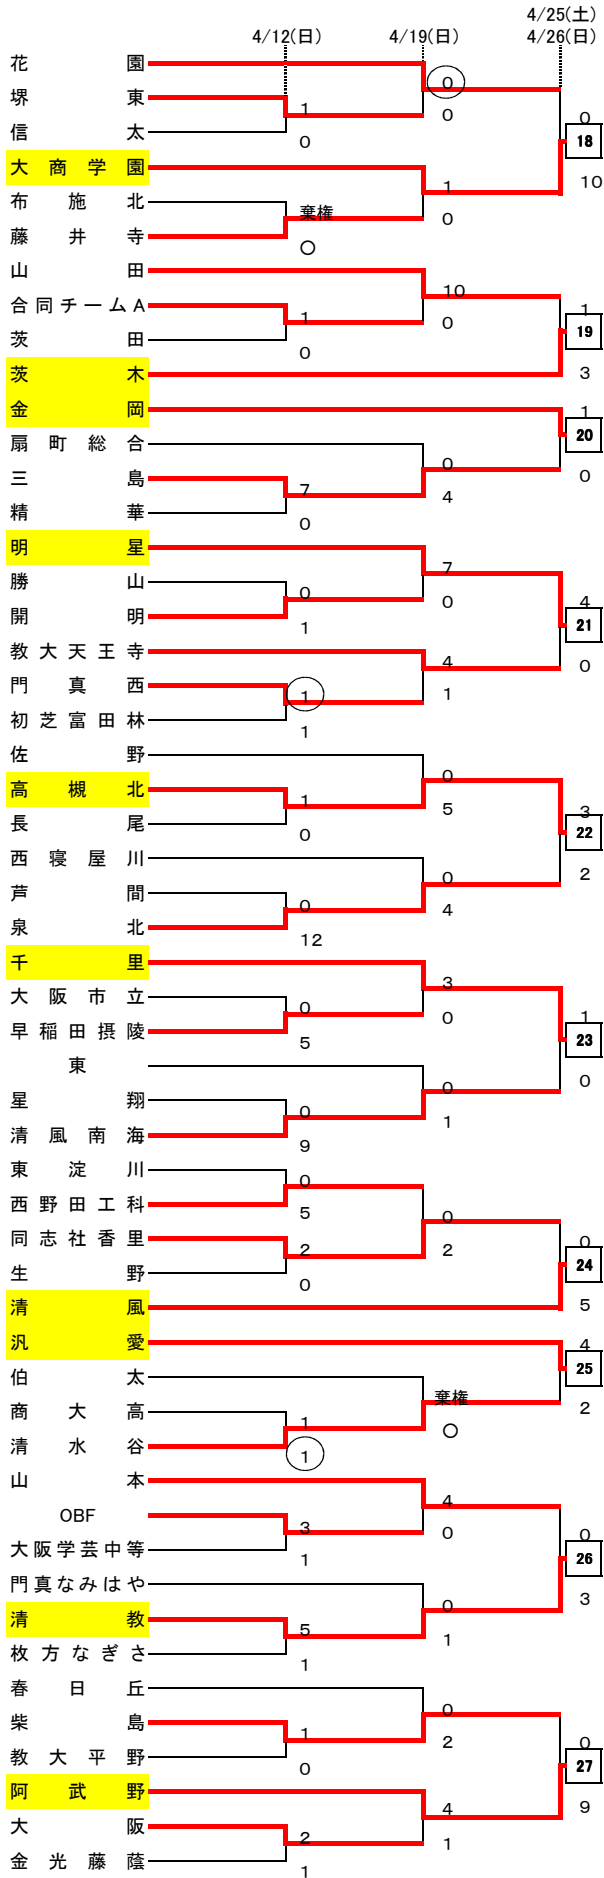 4/25(土)
4/12(日) 4/19(日) 4/26(日)
花園
0
堺東
1
0
0
信太
0
18
大商学園
1
10
布施北
棄権
0
藤井寺
○
山田
10
合同チームA
1
1
0
19
茨田
0
茨木
3
金岡
1
20
扇町総合
0
0
三島
7
4
精華
0
明星
7
勝山
0
0
4
開明
1
21
教大天王寺
4
0
門真西
1
1
初芝富田林
1
佐野
0
高槻北
1
5
3
長尾
0
22
西寝屋川
0
2
芦間
0
4
泉北
12
千里
3
大阪市立
0
0
1
早稲田摂陵
5
23
東
0
0
星翔
0
1
清風南海
9
東淀川
0
西野田工科
5
0
同志社香里
2
2
0
生野
0
24
清風
5
汎愛
4
25
伯太
棄権
2
商大高
1
○
清水谷
1
山本
4
OBF
3
0
0
大阪学芸中等
1
26
門真なみはや
0
3
清教
5
1
枚方なぎさ
1
春日丘
0
柴島
1
2
0
教大平野
0
27
阿武野
4
9
大阪
2
1
金光藤蔭
1